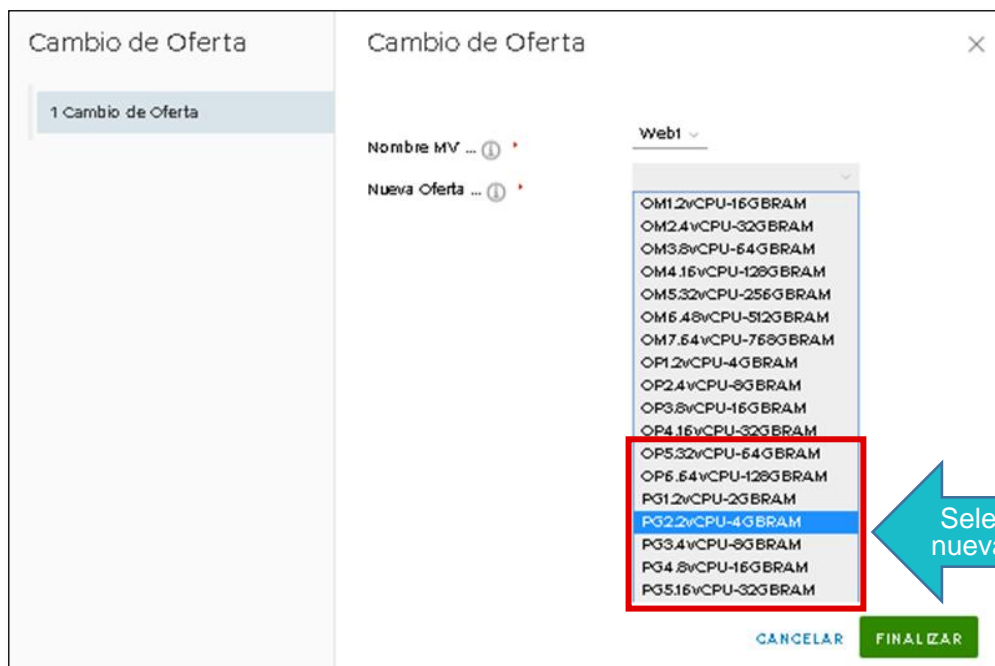 Cambio de Oferta
1 Cambio de Oferta
Cambio de Oferta
Nombre MV ... *
Web1
Nueva Oferta ... *
OM1.2vCPU-16GBRAM
OM2.4vCPU-32GBRAM
OM3.8vCPU-64GBRAM
OM4.16vCPU-128GBRAM
OM5.32vCPU-256GBRAM
OM6.48vCPU-512GBRAM
OM7.64vCPU-768GBRAM
OP1.2vCPU-4GBRAM
OP2.4vCPU-8GBRAM
OP3.8vCPU-16GBRAM
OP4.16vCPU-32GBRAM
OP5.32vCPU-64GBRAM
OP6.64vCPU-128GBRAM
PG1.2vCPU-2GBRAM
PG2.2vCPU-4GBRAM
PG3.4vCPU-8GBRAM
PG4.8vCPU-16GBRAM
PG5.16vCPU-32GBRAM
Sele
nueva
CANCELAR
FINALIZAR